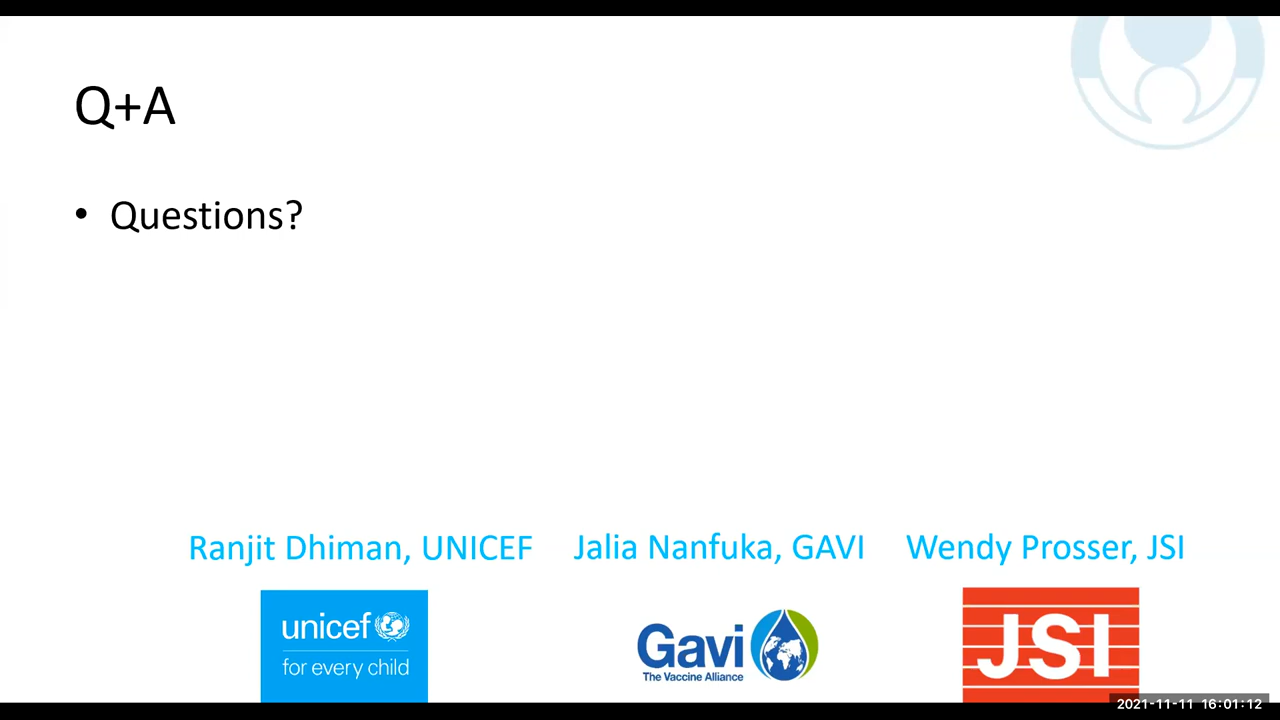 Q+A
• Questions?
Ranjit Dhiman, UNICEF Jalia Nanfuka, GAVI Wendy Prosser, JSI
unicef
for every child
Gavi
The Vaccine Alliance
JSI
2021-11-11 16:01:12